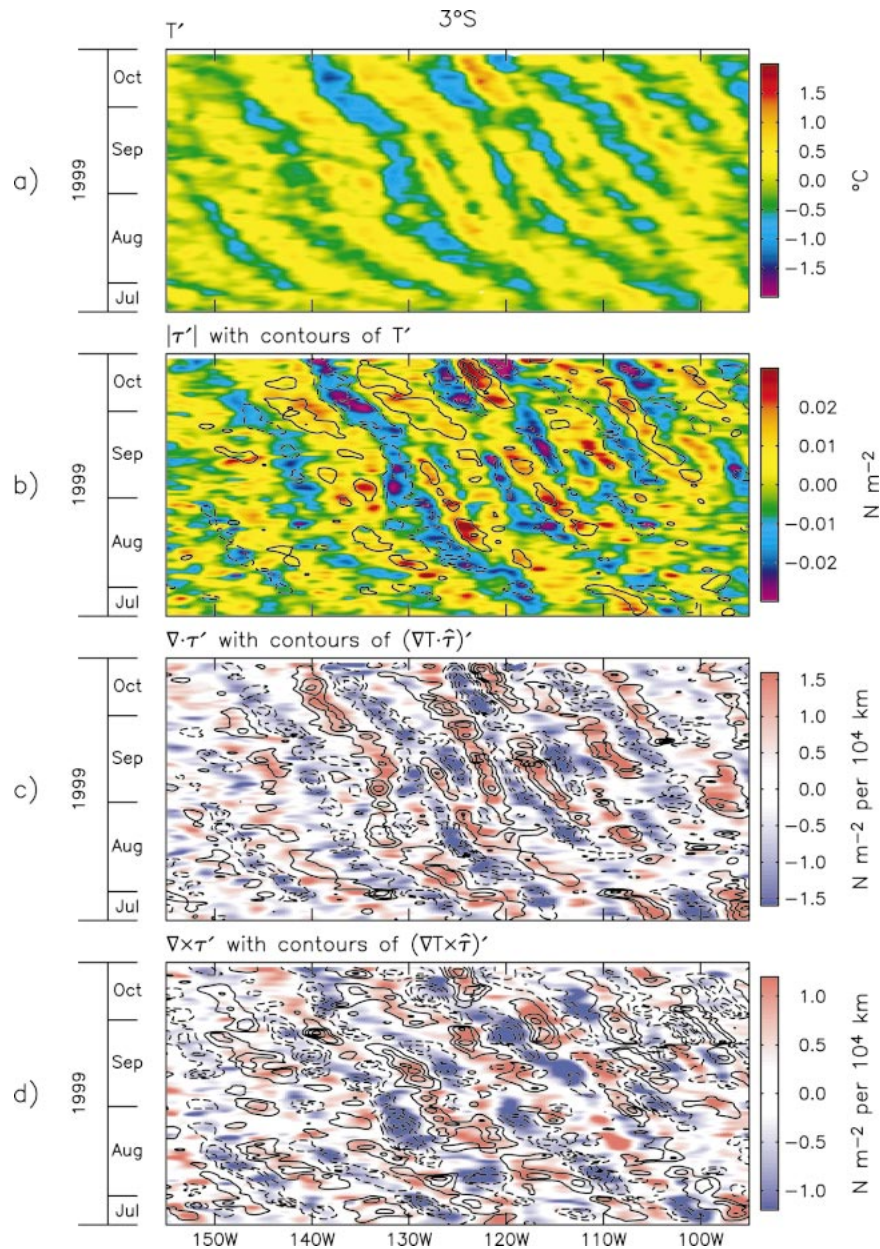 3°S
T′
Oct
Sep
Aug
Jul
1999
a)
1.5
1.0
0.5
0.0
−0.5
−1.0
−1.5
°C
|τ′| with contours of T′
Oct
Sep
Aug
Jul
1999
b)
0.02
0.01
0.00
−0.01
−0.02
N m⁻²
∇·τ′ with contours of (∇T·τ̂)′
Oct
Sep
Aug
Jul
1999
c)
1.5
1.0
0.5
0.0
−0.5
−1.0
−1.5
N m⁻² per 10⁴ km
∇×τ′ with contours of (∇T×τ̂)′
Oct
Sep
Aug
Jul
1999
d)
1.0
0.5
0.0
−0.5
−1.0
N m⁻² per 10⁴ km
150W 140W 130W 120W 110W 100W